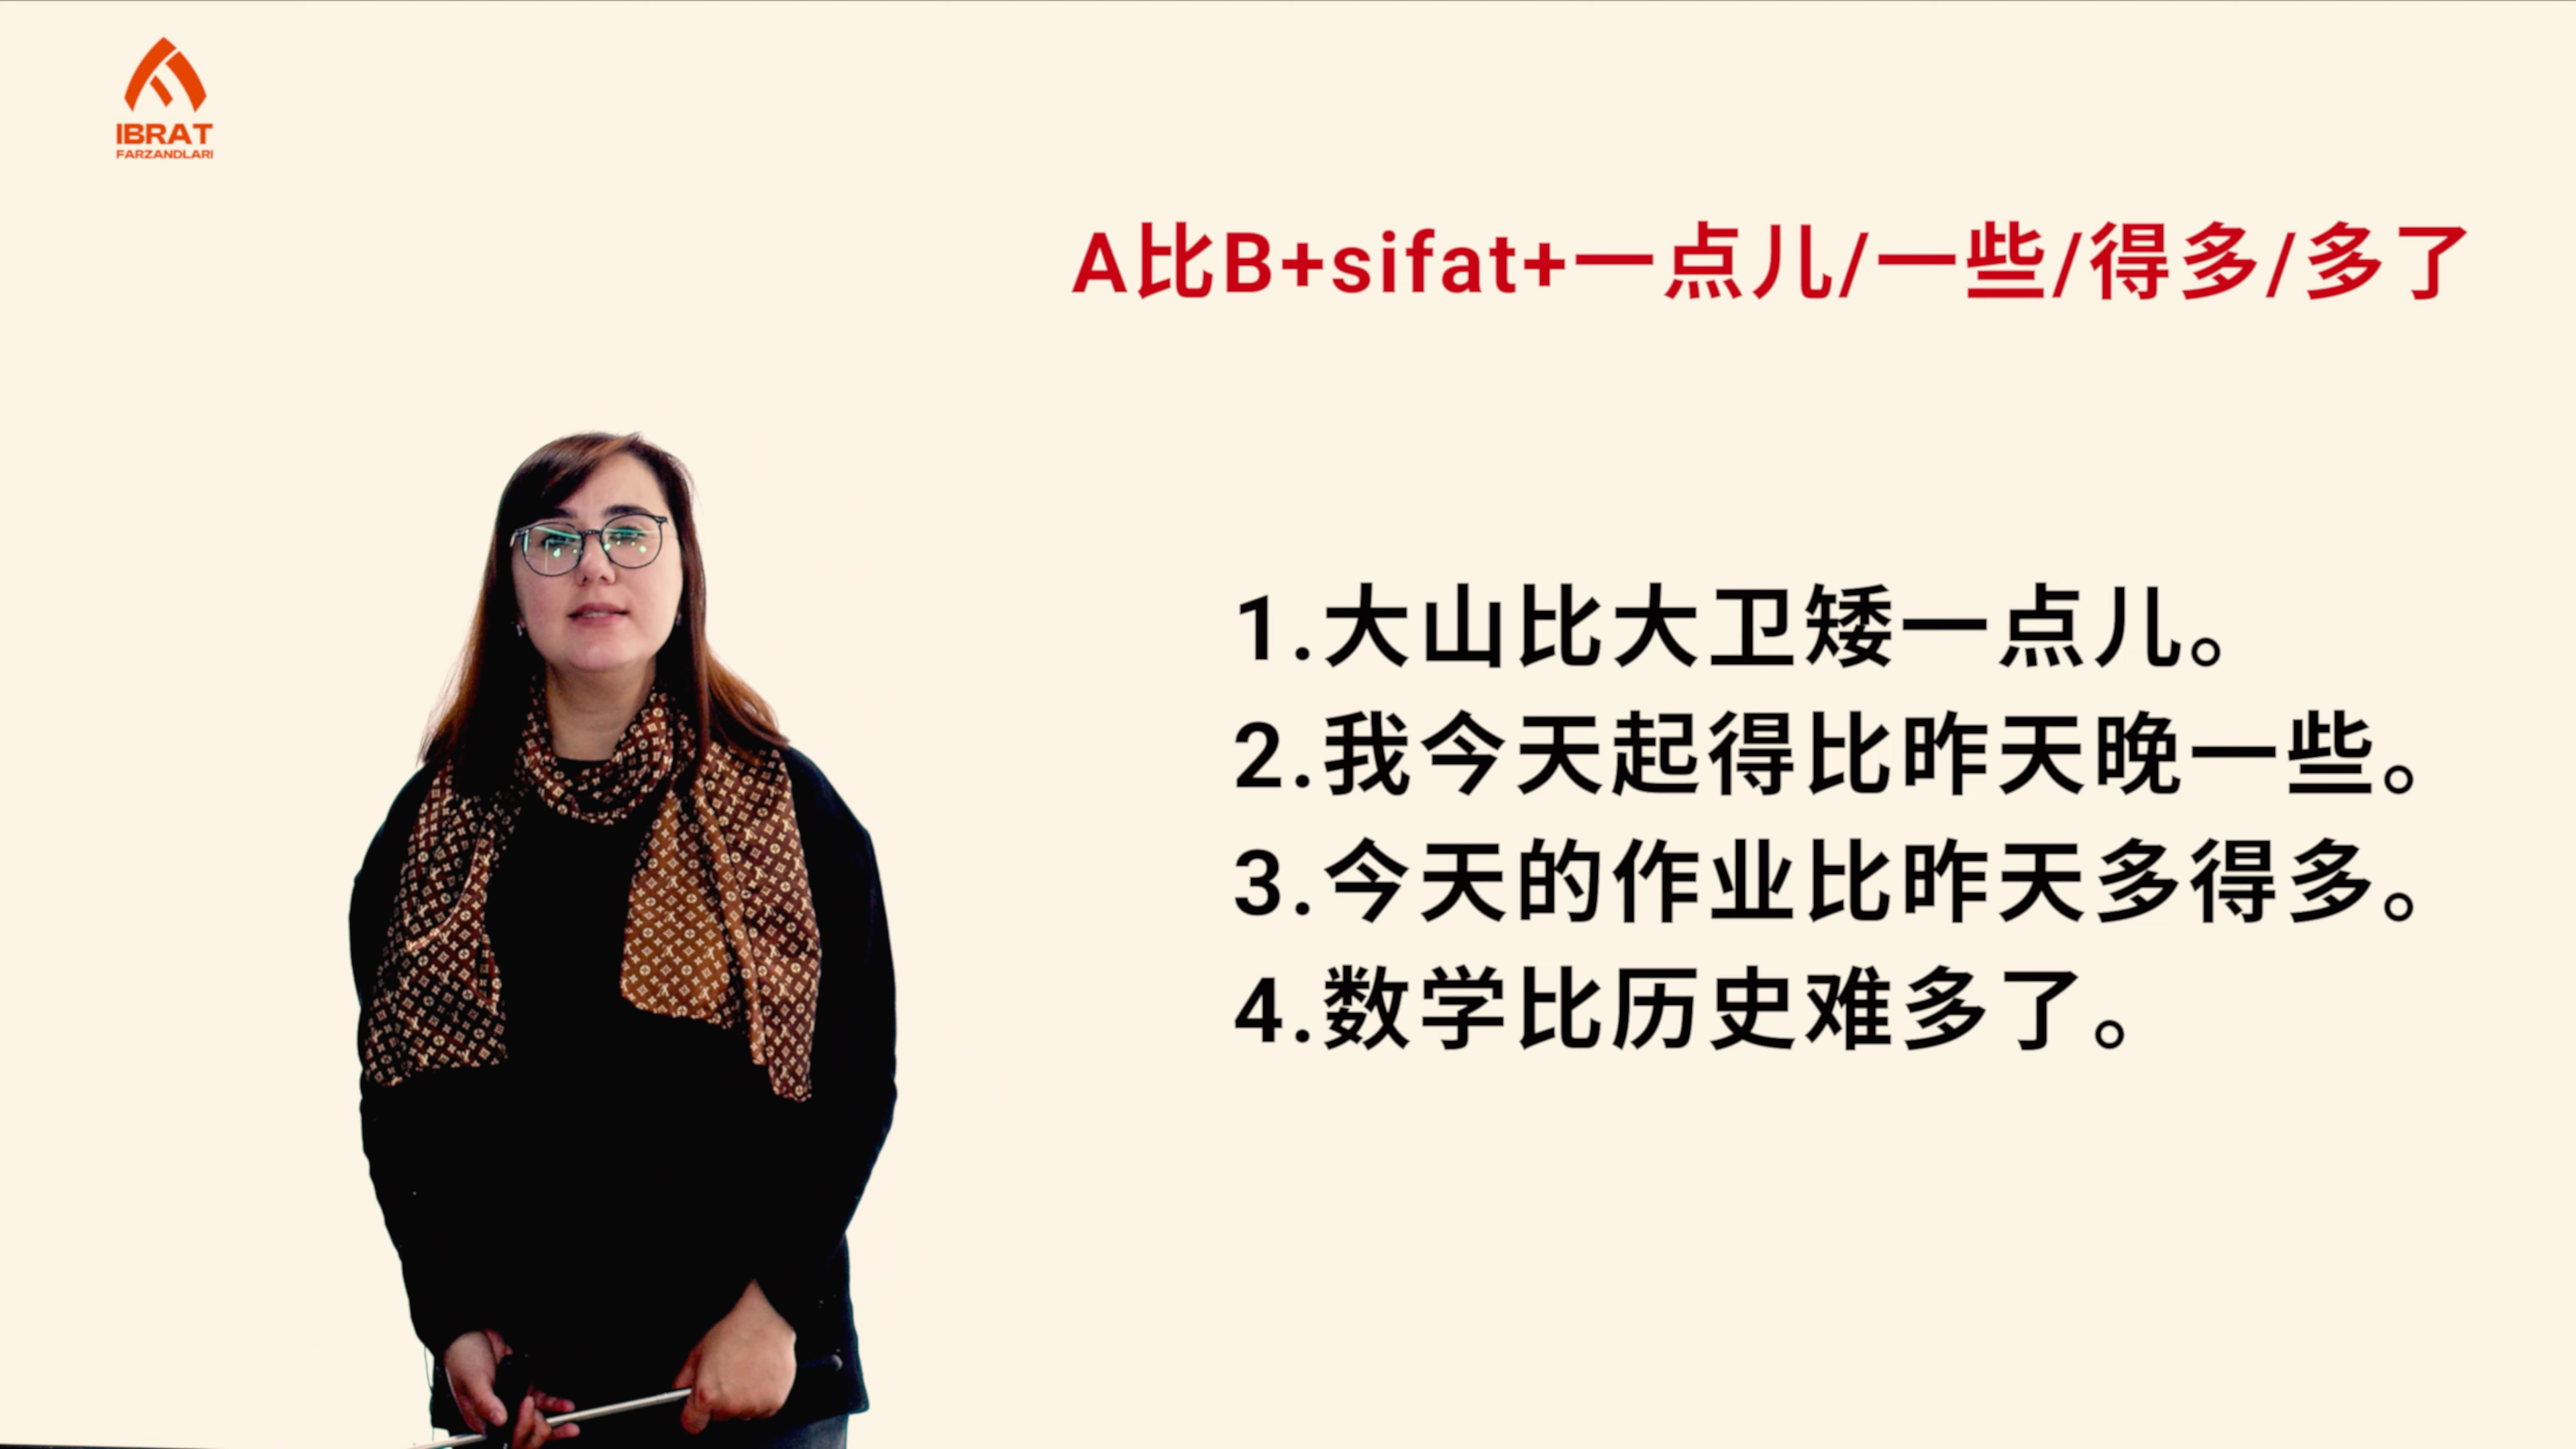 IBRAT
FARZANDLARI
A比B+sifat+一点儿/一些/得多/多了
1.大山比大卫矮一点儿。
2.我今天起得比昨天晚一些。
3.今天的作业比昨天多得多。
4.数学比历史难多了。